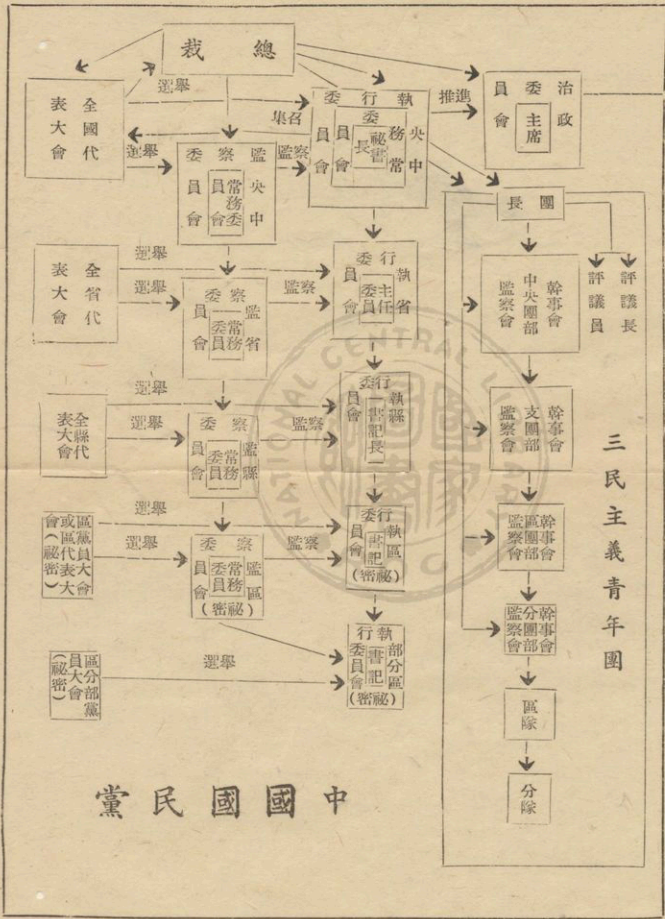 總裁
治政委員會
主席
中央執行委員會
常務委員會
祕書長
推進
選舉
召集
全國代表大會
選舉
監察
中央監察委員會
常務委員會
團長
評議長
評議員
幹事會
中央團部
監察會
選舉
全省代表大會
選舉
監察
省執行委員會
主任委員
省監察委員會
常務委員
幹事會
支團部
監察會
選舉
全縣代表大會
選舉
監察
縣執行委員會
書記長
縣監察委員會
常務委員
三民主義青年團
幹事會
區團部
監察會
選舉
區黨員大會或區代表大會(祕密)
選舉
監察
區執行委員會
書記
(祕密)
區監察委員會
常務委員
(祕密)
幹事會
分團部
監察會
選舉
區分部黨員大會(祕密)
區分部執行委員會
書記
(祕密)
區隊
分隊
中國國民黨
NATIONAL CENTRAL LIBRARY